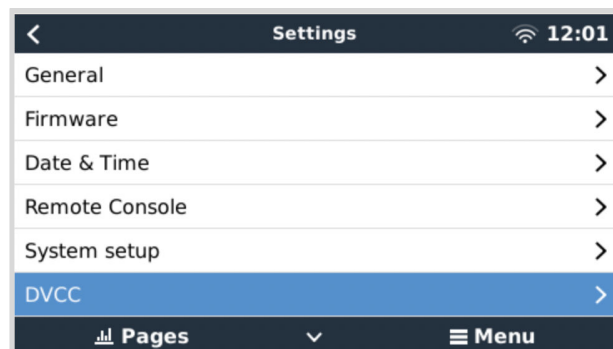 Settings 12:01
General
Firmware
Date & Time
Remote Console
System setup
DVCC
Pages Menu